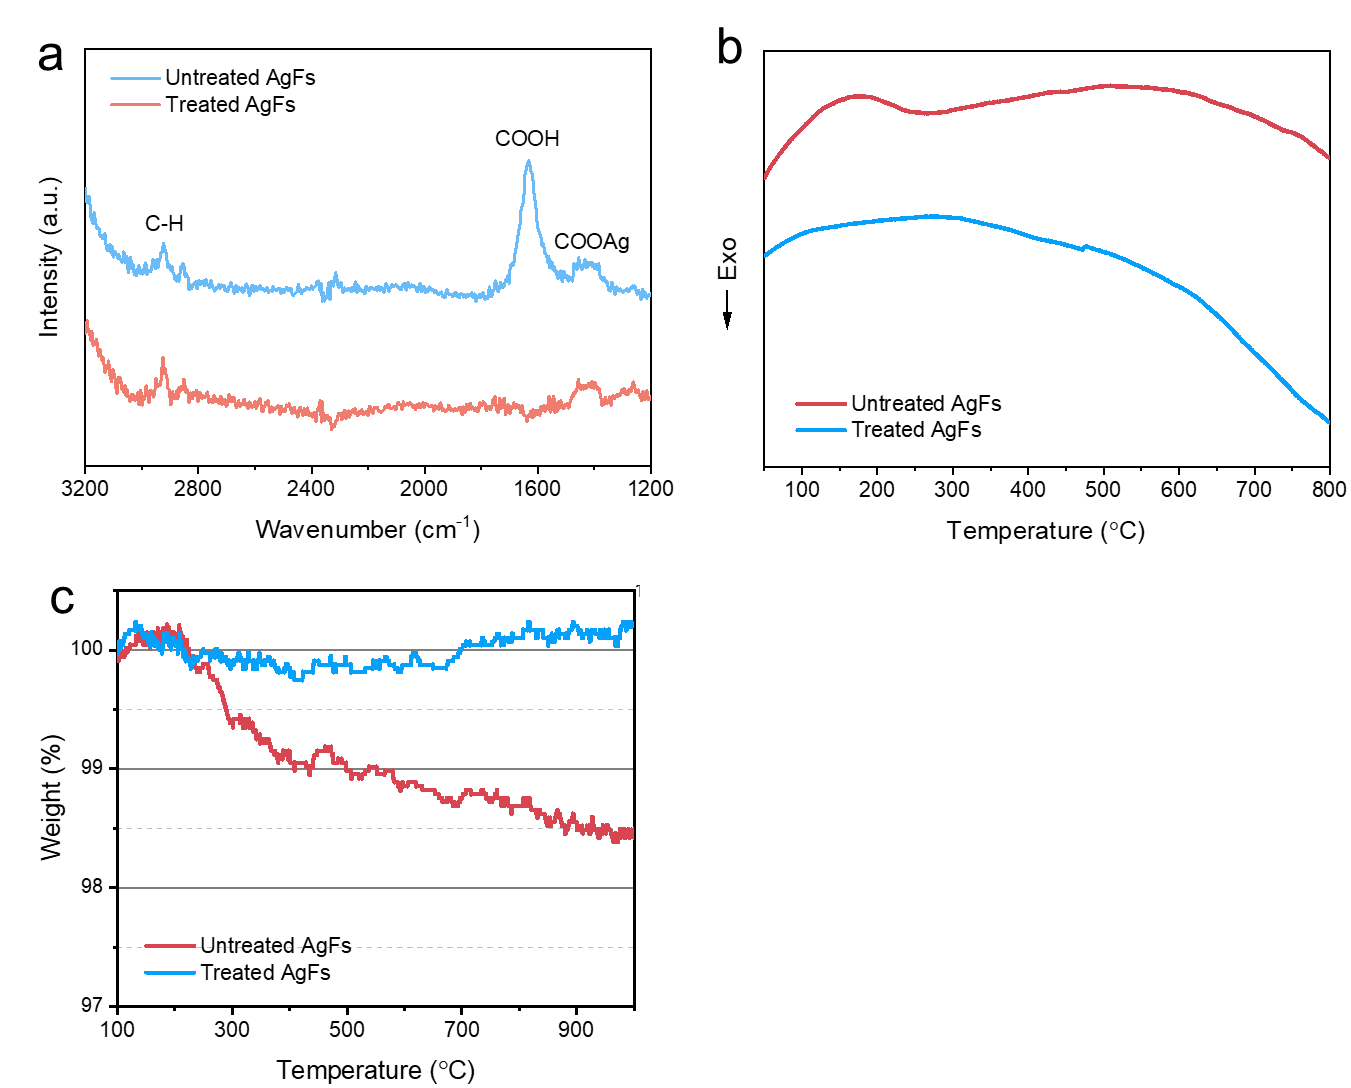 a
Untreated AgFs
Treated AgFs
COOH
C-H
COOAg
Intensity (a.u.)
3200 2800 2400 2000 1600 1200
Wavenumber (cm-1)
b
Exo
Untreated AgFs
Treated AgFs
100 200 300 400 500 600 700 800
Temperature (°C)
c
100
99
98
97
Weight (%)
Untreated AgFs
Treated AgFs
100 300 500 700 900
Temperature (°C)